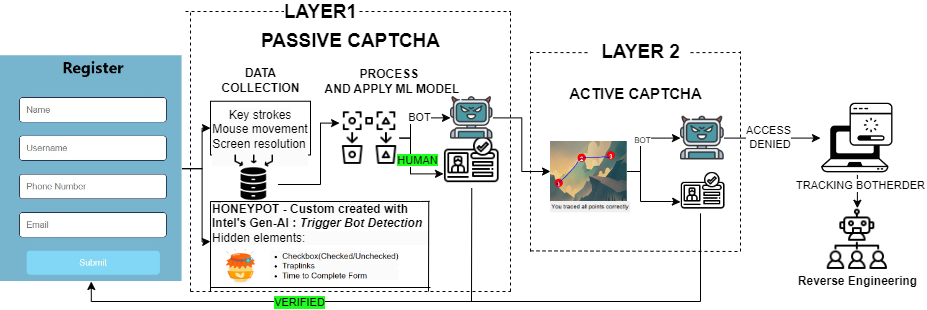 LAYER1
PASSIVE CAPTCHA
Register
Name
Username
Phone Number
Email
Submit
DATA
COLLECTION
Key strokes
Mouse movement
Screen resolution
PROCESS
AND APPLY ML MODEL
BOT
HUMAN
HONEYPOT - Custom created with
Intel's Gen-AI : Trigger Bot Detection
Hidden elements:
• Checkbox(Checked/Unchecked)
• Traplinks
• Time to Complete Form
VERIFIED
LAYER 2
ACTIVE CAPTCHA
1
2
3
You traced all points correctly
BOT
ACCESS
DENIED
TRACKING BOTHERDER
Reverse Engineering